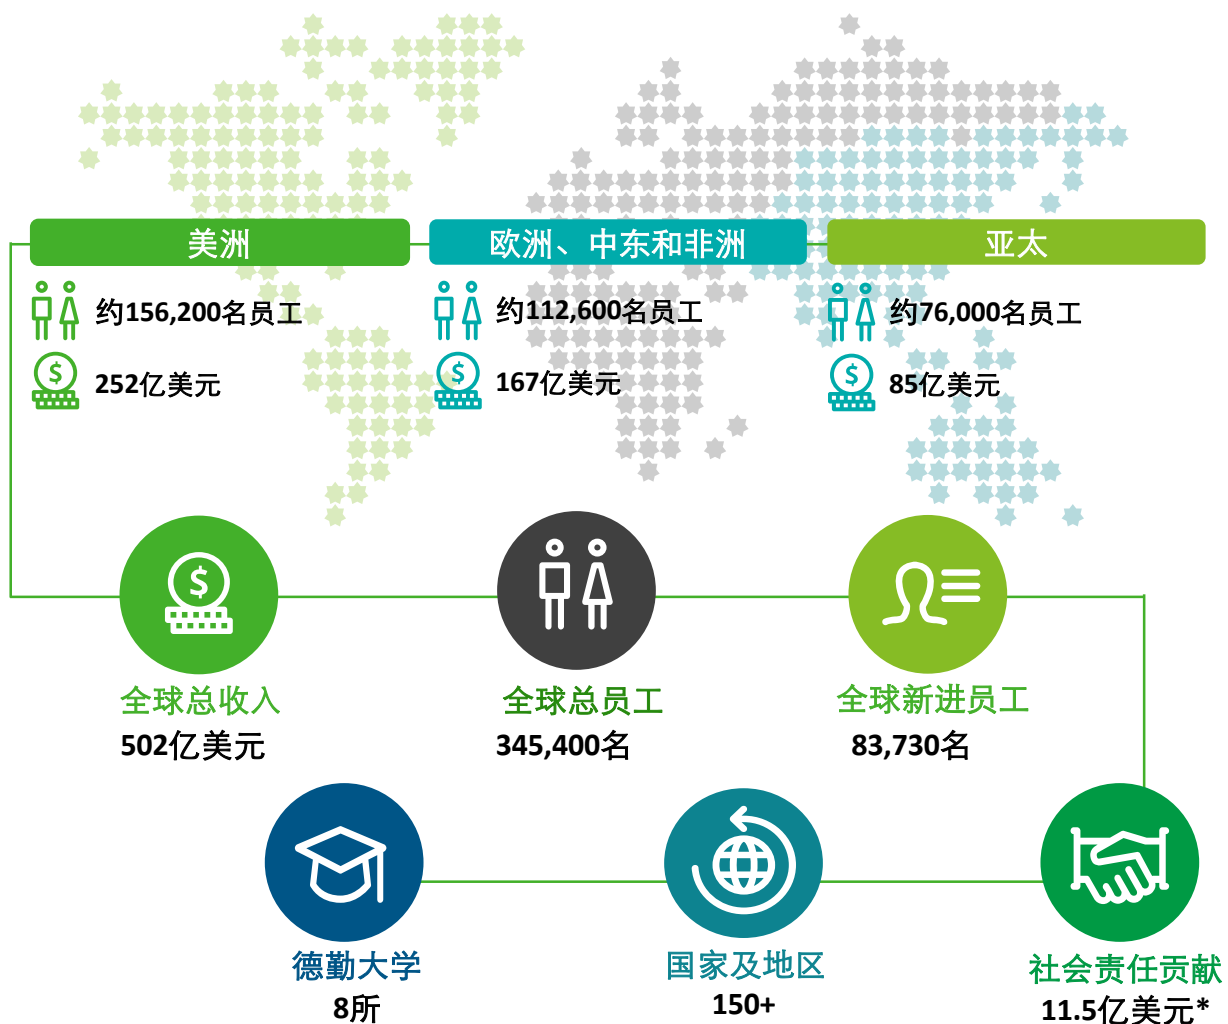 美洲
欧洲、中东和非洲
亚太
约156,200名员工
约112,600名员工
约76,000名员工
252亿美元
167亿美元
85亿美元
全球总收入
全球总员工
全球新进员工
502亿美元
345,400名
83,730名
德勤大学
国家及地区
社会责任贡献
8所
150+
11.5亿美元*